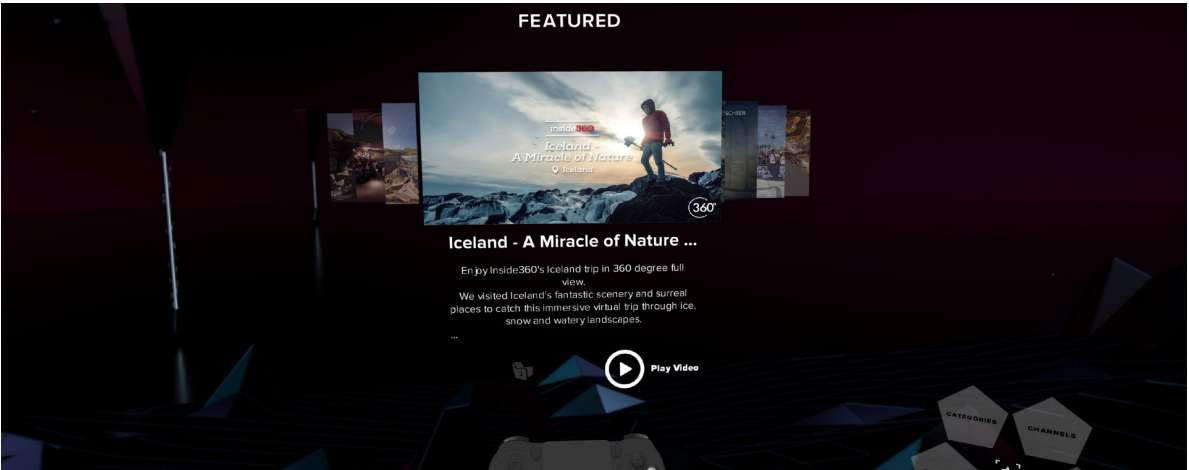 FEATURED
SCHEER
inside360
Iceland -
A Miracle of Nature
Iceland
360°
Iceland - A Miracle of Nature ...
Enjoy Inside360's Iceland trip in 360 degree full
view.
We visited Iceland's fantastic scenery and surreal
places to catch this immersive virtual trip through ice,
snow and watery landscapes.
...
Play Video
CATEGORIES
CHANNELS